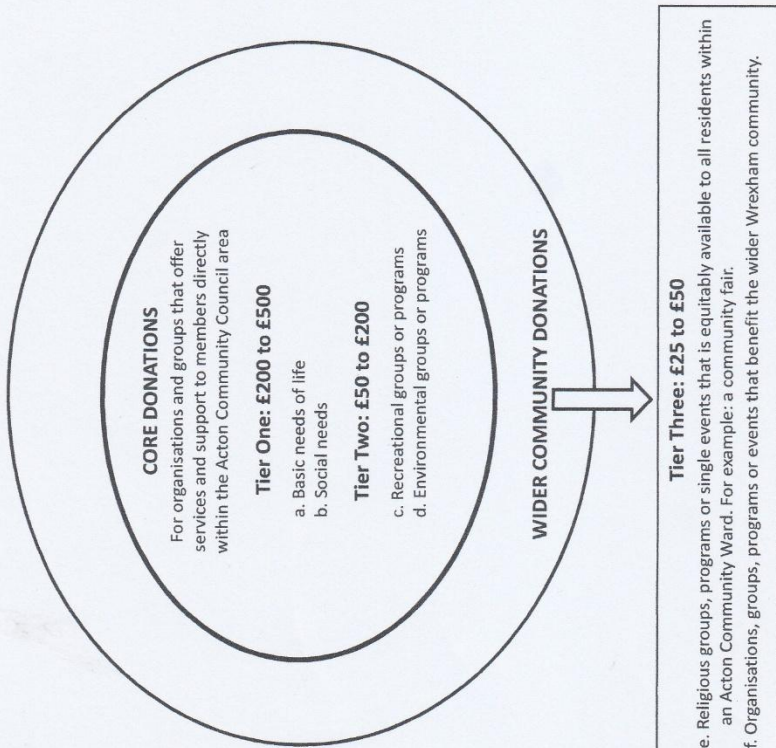 CORE DONATIONS
For organisations and groups that offer
services and support to members directly
within the Acton Community Council area
Tier One: £200 to £500
a. Basic needs of life
b. Social needs
Tier Two: £50 to £200
c. Recreational groups or programs
d. Environmental groups or programs
WIDER COMMUNITY DONATIONS
Tier Three: £25 to £50
e. Religious groups, programs or single events that is equitably available to all residents within
an Acton Community Ward. For example: a community fair.
f. Organisations, groups, programs or events that benefit the wider Wrexham community.